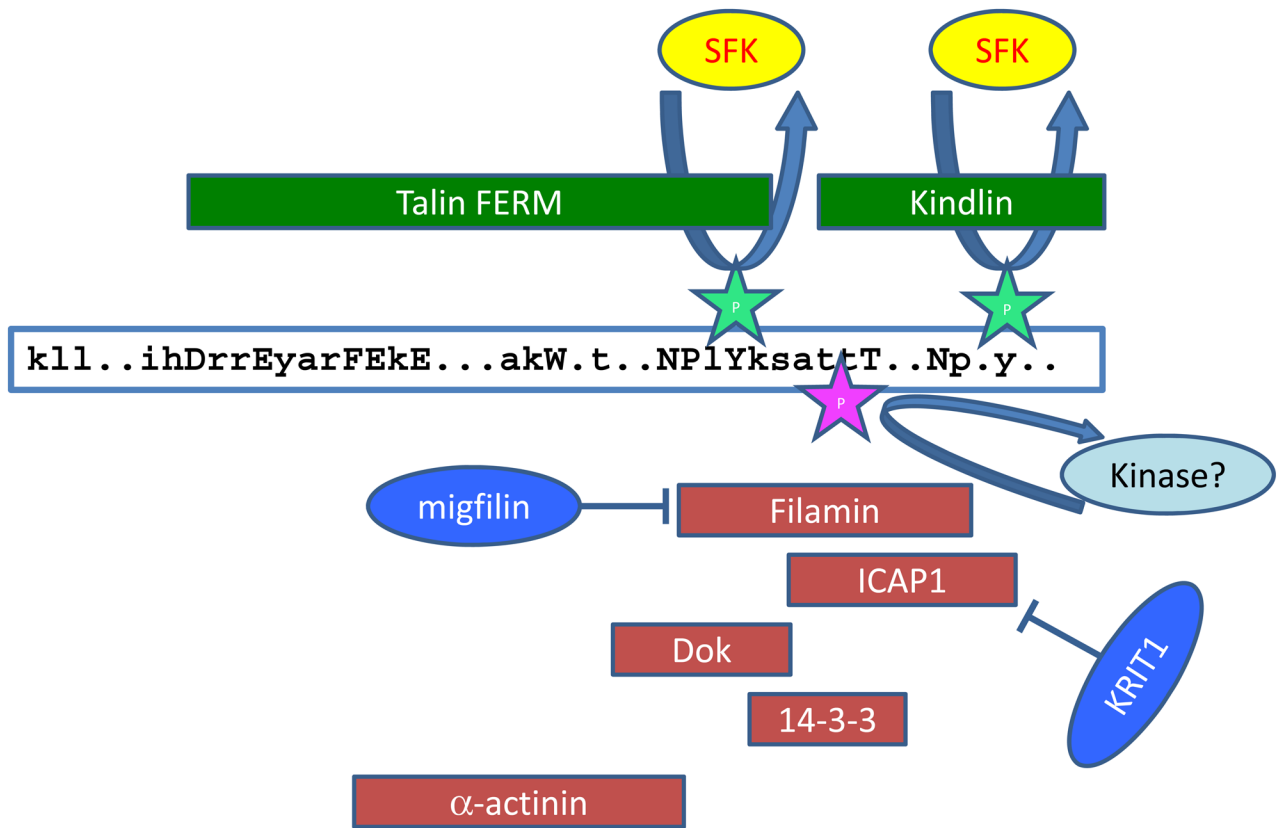 SFK
SFK
Talin FERM
Kindlin
P
P
kll..ihDrrEyarFEkE...akW.t..NPlYksattT..Np.y..
P
Kinase?
migfilin
Filamin
ICAP1
Dok
KRIT1
14-3-3
α-actinin